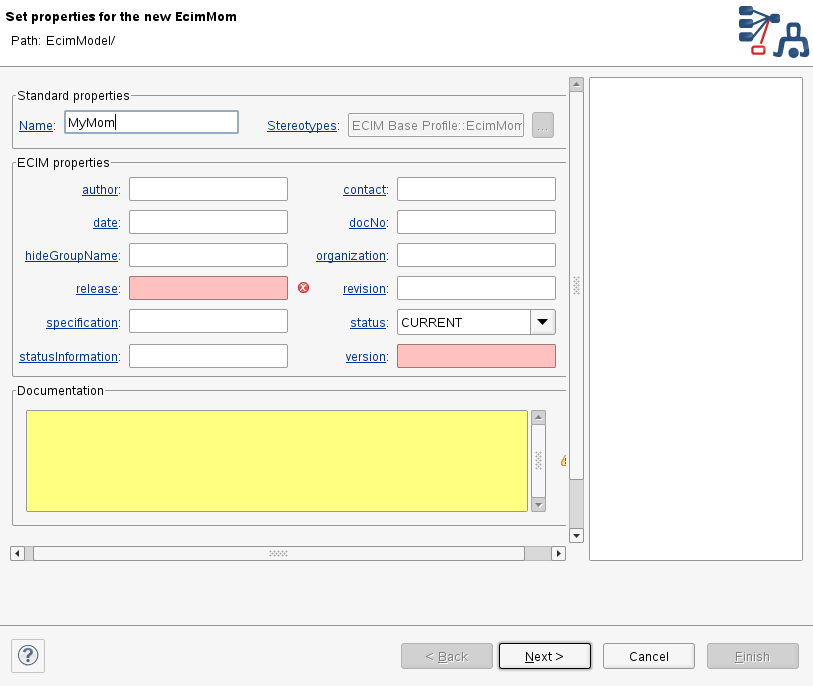 Set properties for the new EcimMom
Path: EcimModel/
Standard properties
Name: MyMom Stereotypes: ECIM Base Profile::EcimMom ...
ECIM properties
author: contact:
date: docNo:
hideGroupName: organization:
release: revision:
specification: status: CURRENT
statusInformation: version:
Documentation
? < Back Next > Cancel Finish